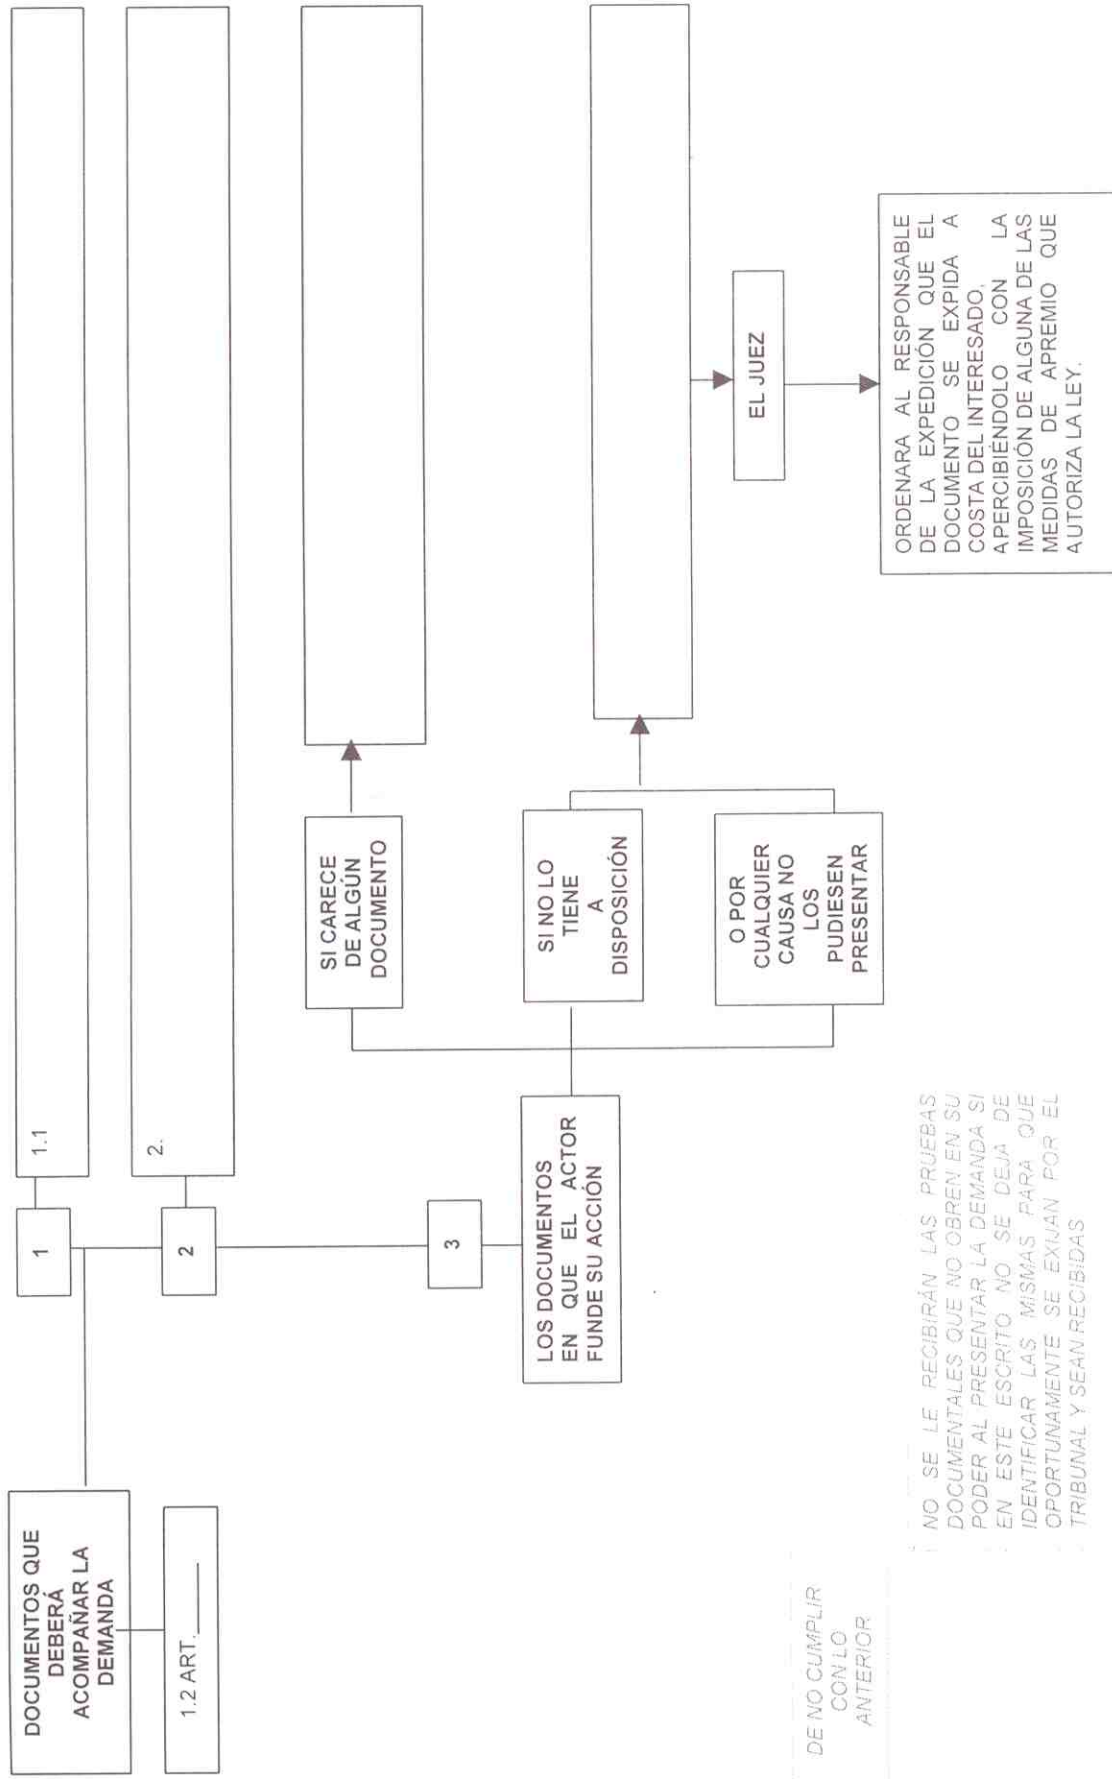 DOCUMENTOS QUE
DEBERÁ
ACOMPAÑAR LA
DEMANDA
1.2 ART._____
1
1.1
2
2.
3
LOS DOCUMENTOS
EN QUE EL ACTOR
FUNDE SU ACCIÓN
SI CARECE
DE ALGÚN
DOCUMENTO
SI NO LO
TIENE
A
DISPOSICIÓN
O POR
CUALQUIER
CAUSA NO
LOS
PUDIESEN
PRESENTAR
EL JUEZ
ORDENARA AL RESPONSABLE
DE LA EXPEDICIÓN QUE EL
DOCUMENTO SE EXPIDA A
COSTA DEL INTERESADO,
APERCIBIÉNDOLO CON LA
IMPOSICIÓN DE ALGUNA DE LAS
MEDIDAS DE APREMIO QUE
AUTORIZA LA LEY.
DE NO CUMPLIR
CON LO
ANTERIOR
NO SE LE RECIBIRÁN LAS PRUEBAS
DOCUMENTALES QUE NO OBREN EN SU
PODER AL PRESENTAR LA DEMANDA SI
EN ESTE ESCRITO NO SE DEJA DE
IDENTIFICAR LAS MISMAS PARA QUE
OPORTUNAMENTE SE EXIJAN POR EL
TRIBUNAL Y SEAN RECIBIDAS